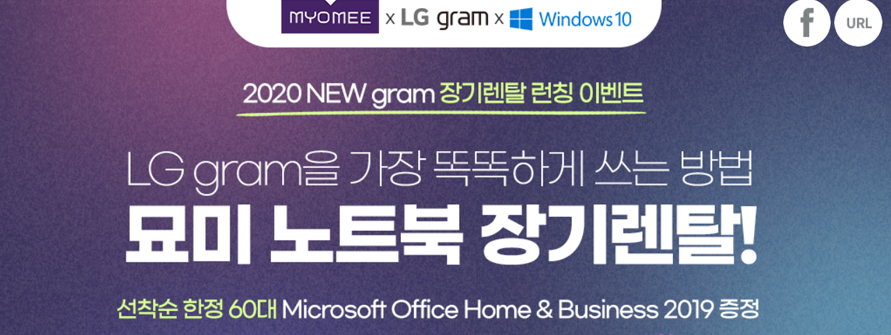 MYOMEE x LG gram x Windows 10
f URL
2020 NEW gram 장기렌탈 런칭 이벤트
LG gram을 가장 똑똑하게 쓰는 방법
묘미 노트북 장기렌탈!
선착순 한정 60대 Microsoft Office Home & Business 2019 증정